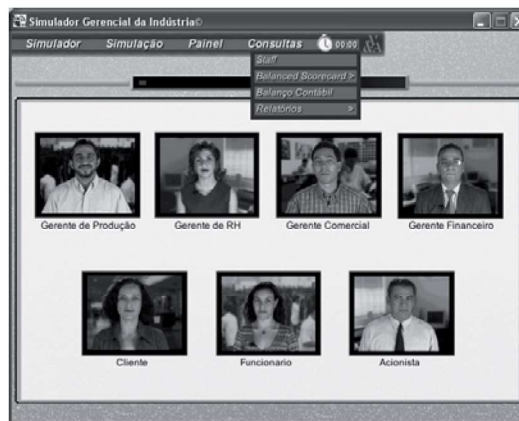 Simulador Gerencial da Indústria©
Simulador Simulação Painel Consultas 00:00
Staff
Balanced Scorecard >
Balanço Contábil
Relatórios >
Gerente de Produção Gerente de RH Gerente Comercial Gerente Financeiro
Cliente Funcionario Acionista